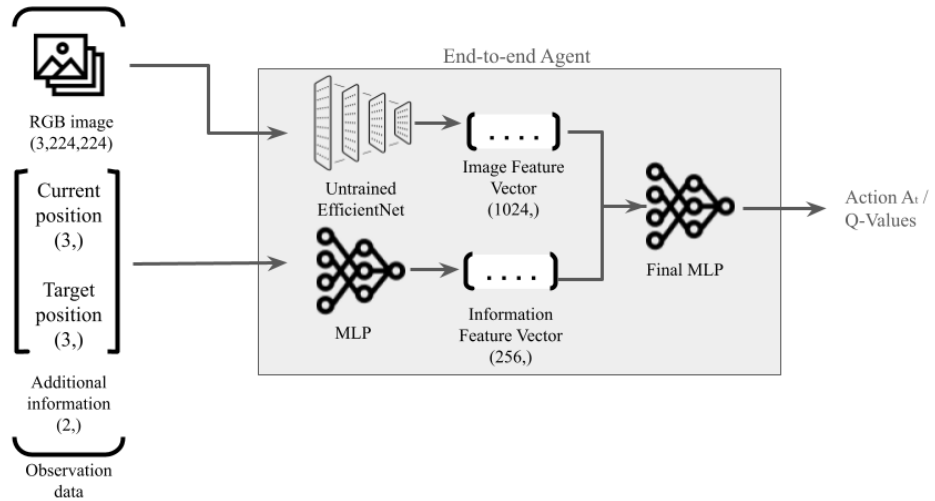 End-to-end Agent
RGB image
(3,224,224)
Current
position
(3,)
Target
position
(3,)
Additional
information
(2,)
Observation
data
Untrained
EfficientNet
. . . .
Image Feature
Vector
(1024,)
MLP
. . . .
Information
Feature Vector
(256,)
Final MLP
Action Aₜ /
Q-Values